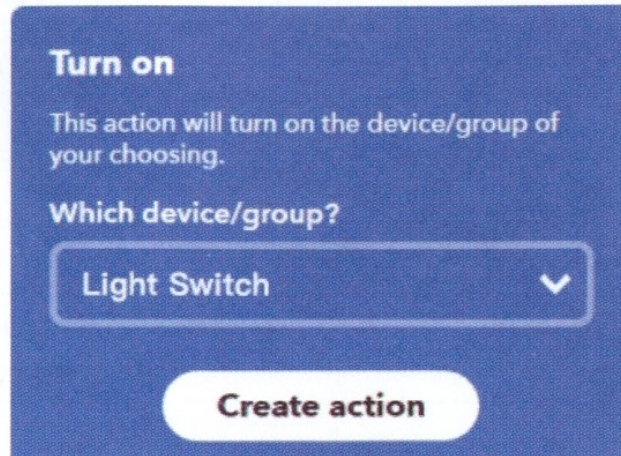 Turn on
This action will turn on the device/group of
your choosing.
Which device/group?
Light Switch
Create action